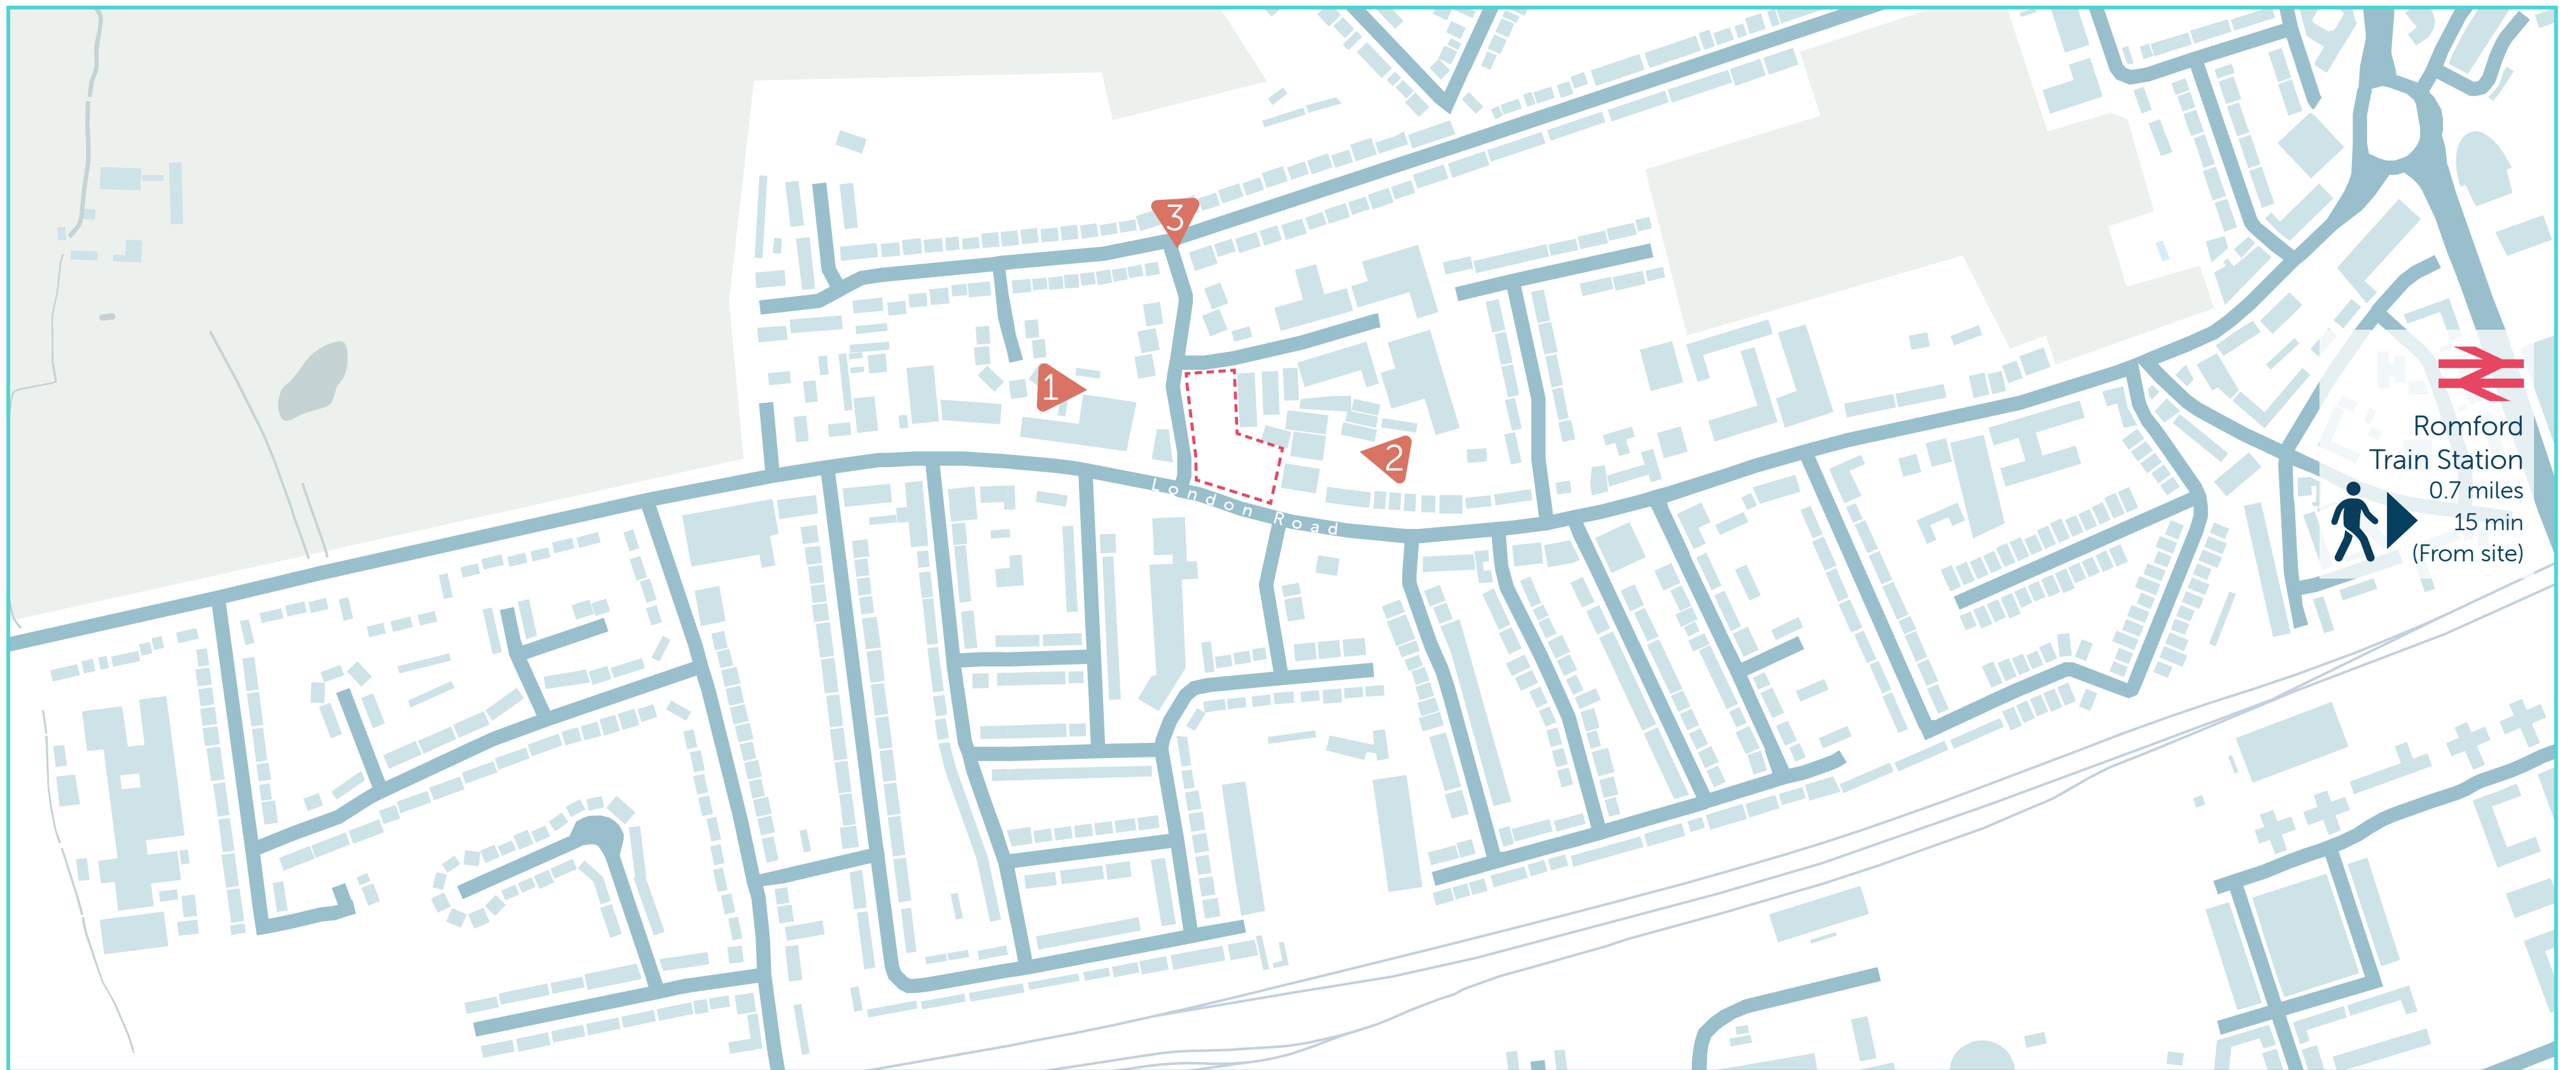 3
1
2
London Road
Romford
Train Station
0.7 miles
15 min
(From site)